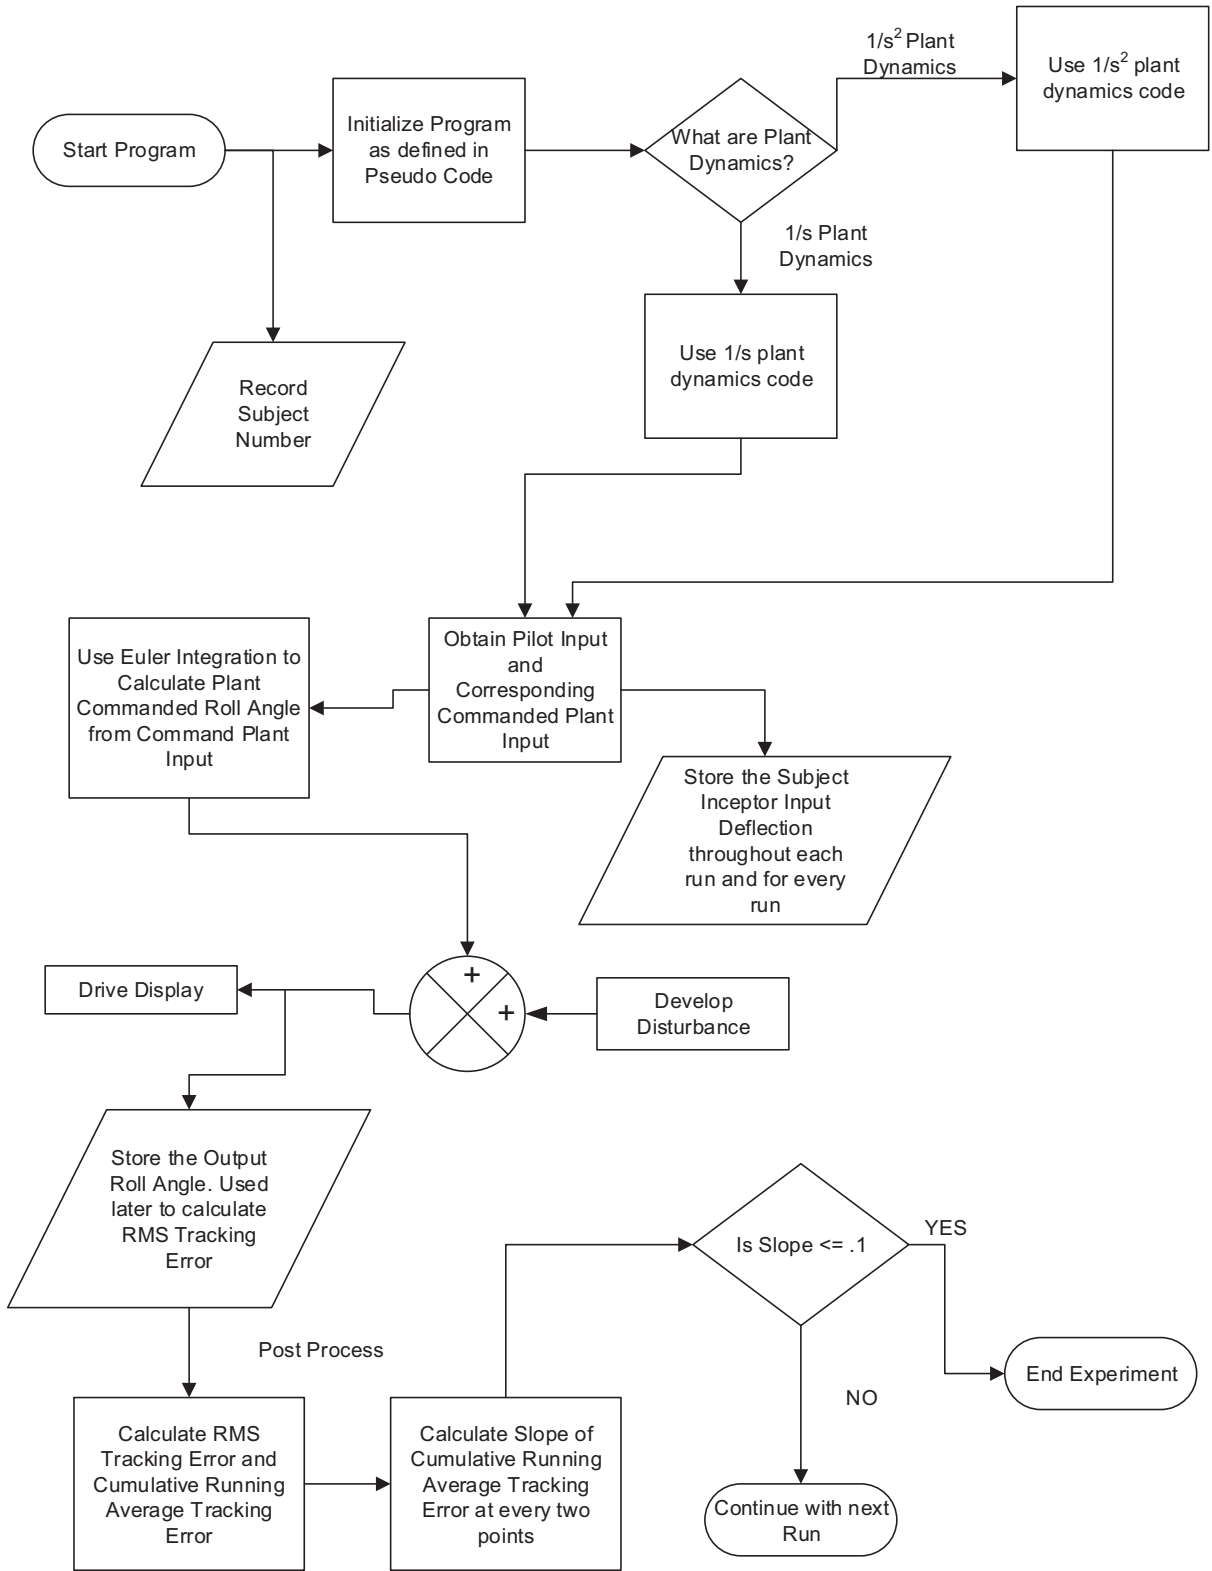 Start Program
Initialize Program
as defined in
Pseudo Code
What are Plant
Dynamics?
1/s² Plant
Dynamics
Use 1/s² plant
dynamics code
1/s Plant
Dynamics
Use 1/s plant
dynamics code
Record
Subject
Number
Use Euler Integration to
Calculate Plant
Commanded Roll Angle
from Command Plant
Input
Obtain Pilot Input
and
Corresponding
Commanded Plant
Input
Store the Subject
Inceptor Input
Deflection
throughout each
run and for every
run
Drive Display
+
+
Develop
Disturbance
Store the Output
Roll Angle. Used
later to calculate
RMS Tracking
Error
Is Slope <= .1
YES
End Experiment
Post Process
NO
Calculate RMS
Tracking Error and
Cumulative Running
Average Tracking
Error
Calculate Slope of
Cumulative Running
Average Tracking
Error at every two
points
Continue with next
Run